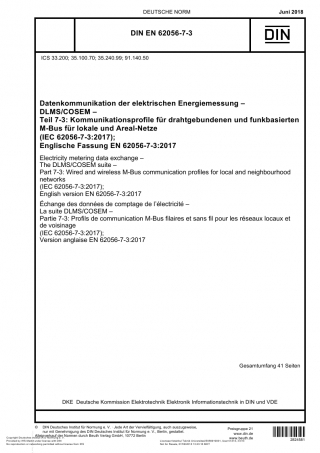 DEUTSCHE NORM
Juni 2018
DIN EN 62056-7-3
DIN
ICS 33.200; 35.100.70; 35.240.99; 91.140.50
Datenkommunikation der elektrischen Energiemessung –
DLMS/COSEM –
Teil 7-3: Kommunikationsprofile für drahtgebundenen und funkbasierten
M-Bus für lokale und Areal-Netze
(IEC 62056-7-3:2017);
Englische Fassung EN 62056-7-3:2017
Electricity metering data exchange –
The DLMS/COSEM suite –
Part 7-3: Wired and wireless M-Bus communication profiles for local and neighbourhood
networks
(IEC 62056-7-3:2017);
English version EN 62056-7-3:2017
Échange des données de comptage de l'électricité –
La suite DLMS/COSEM –
Partie 7-3: Profils de communication M-Bus filaires et sans fil pour les réseaux locaux et
de voisinage
(IEC 62056-7-3:2017);
Version anglaise EN 62056-7-3:2017
Gesamtumfang 41 Seiten
DKE Deutsche Kommission Elektrotechnik Elektronik Informationstechnik in DIN und VDE
© DIN Deutsches Institut für Normung e. V. Jede Art der Vervielfältigung, auch auszugsweise,
nur mit Genehmigung des DIN Deutsches Institut für Normung e. V., Berlin, gestattet.
der Normen durch Beuth Verlag GmbH, 10772 Berlin
Preisgruppe 21
www.din.de
www.beuth.de